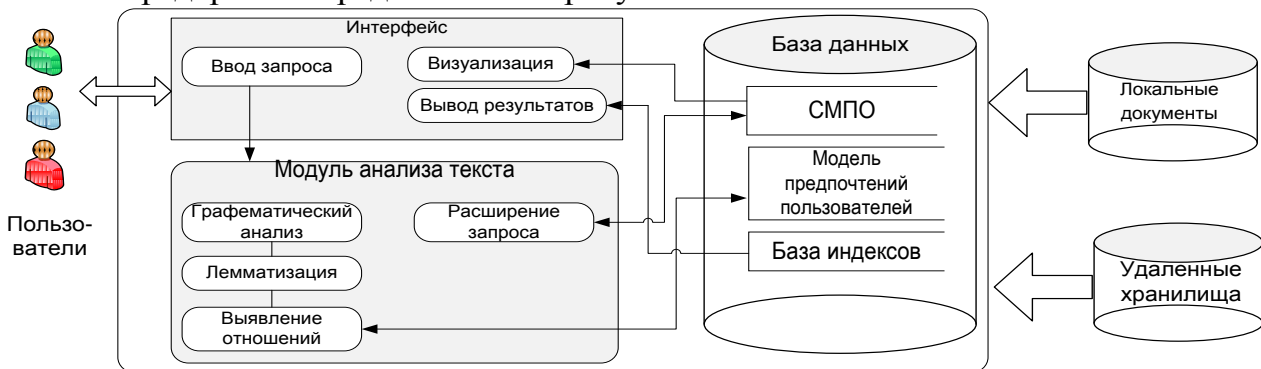 Интерфейс
Ввод запроса
Визуализация
Вывод результатов
Модуль анализа текста
Графематический
анализ
Лемматизация
Выявление
отношений
Расширение
запроса
База данных
СМПО
Модель
предпочтений
пользователей
База индексов
Локальные
документы
Удаленные
хранилища
Пользо-
ватели